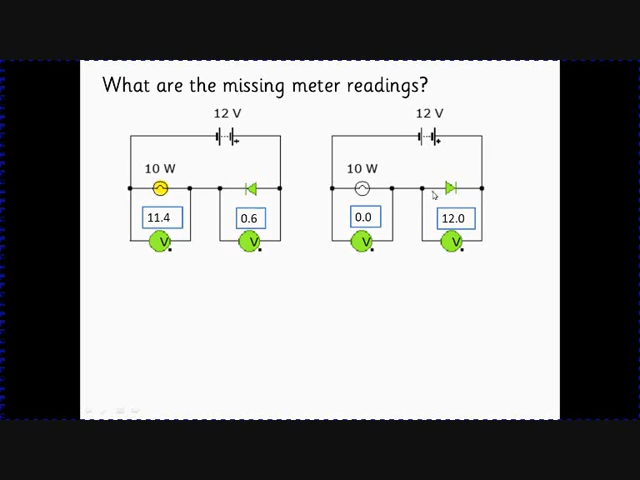 What are the missing meter readings?
12 V
12 V
10 W
10 W
11.4
0.6
0.0
12.0
V
V
V
V